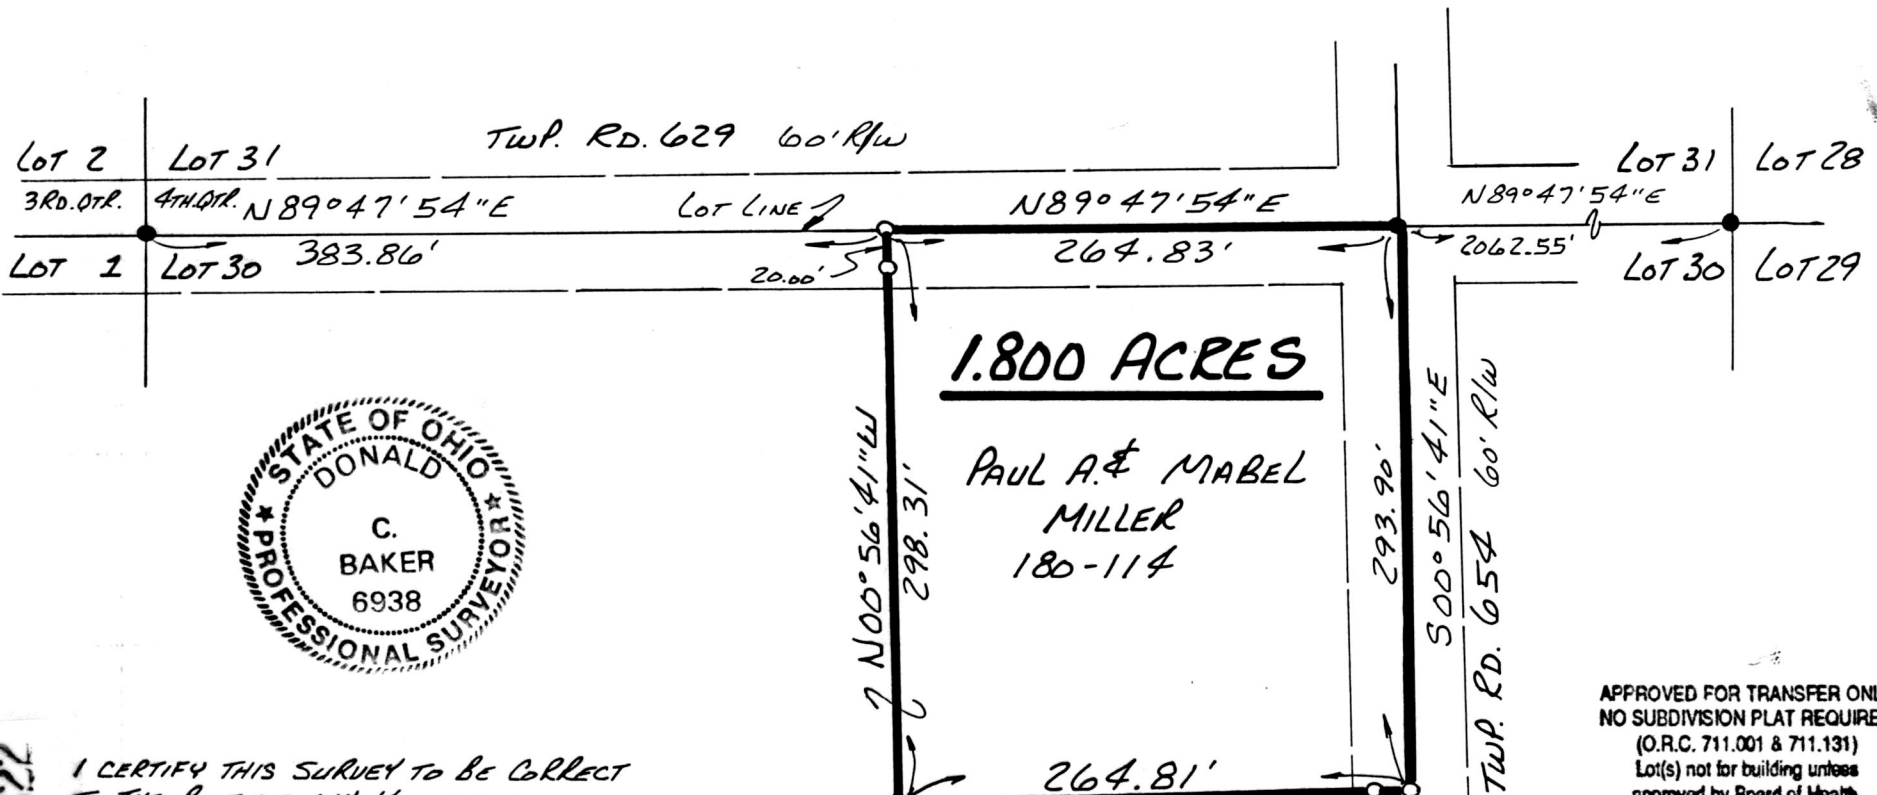 TWP. RD. 629 60' R/W
LOT 2 LOT 31
LOT 31 LOT 28
3RD. QTR. 4TH. QTR. N89°47'54"E
LOT LINE
N89°47'54"E
N89°47'54"E
383.86'
264.83'
2062.55'
LOT 1 LOT 30
20.00'
LOT 30 LOT 29
1.800 ACRES
PAUL A. & MABEL
MILLER
180-114
N00°56'41"W
298.31'
293.90'
S00°56'41"E
TWP. RD. 654 60' R/W
STATE OF OHIO
DONALD
C.
BAKER
6938
PROFESSIONAL SURVEYOR
I CERTIFY THIS SURVEY TO BE CORRECT
264.81'
APPROVED FOR TRANSFER ONL
NO SUBDIVISION PLAT REQUIRE
(O.R.C. 711.001 & 711.131)
Lot(s) not for building unless
approved by Board of Health